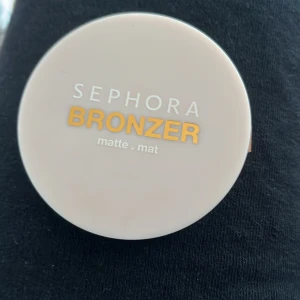 SEPHORA
BRONZER
matte . mat